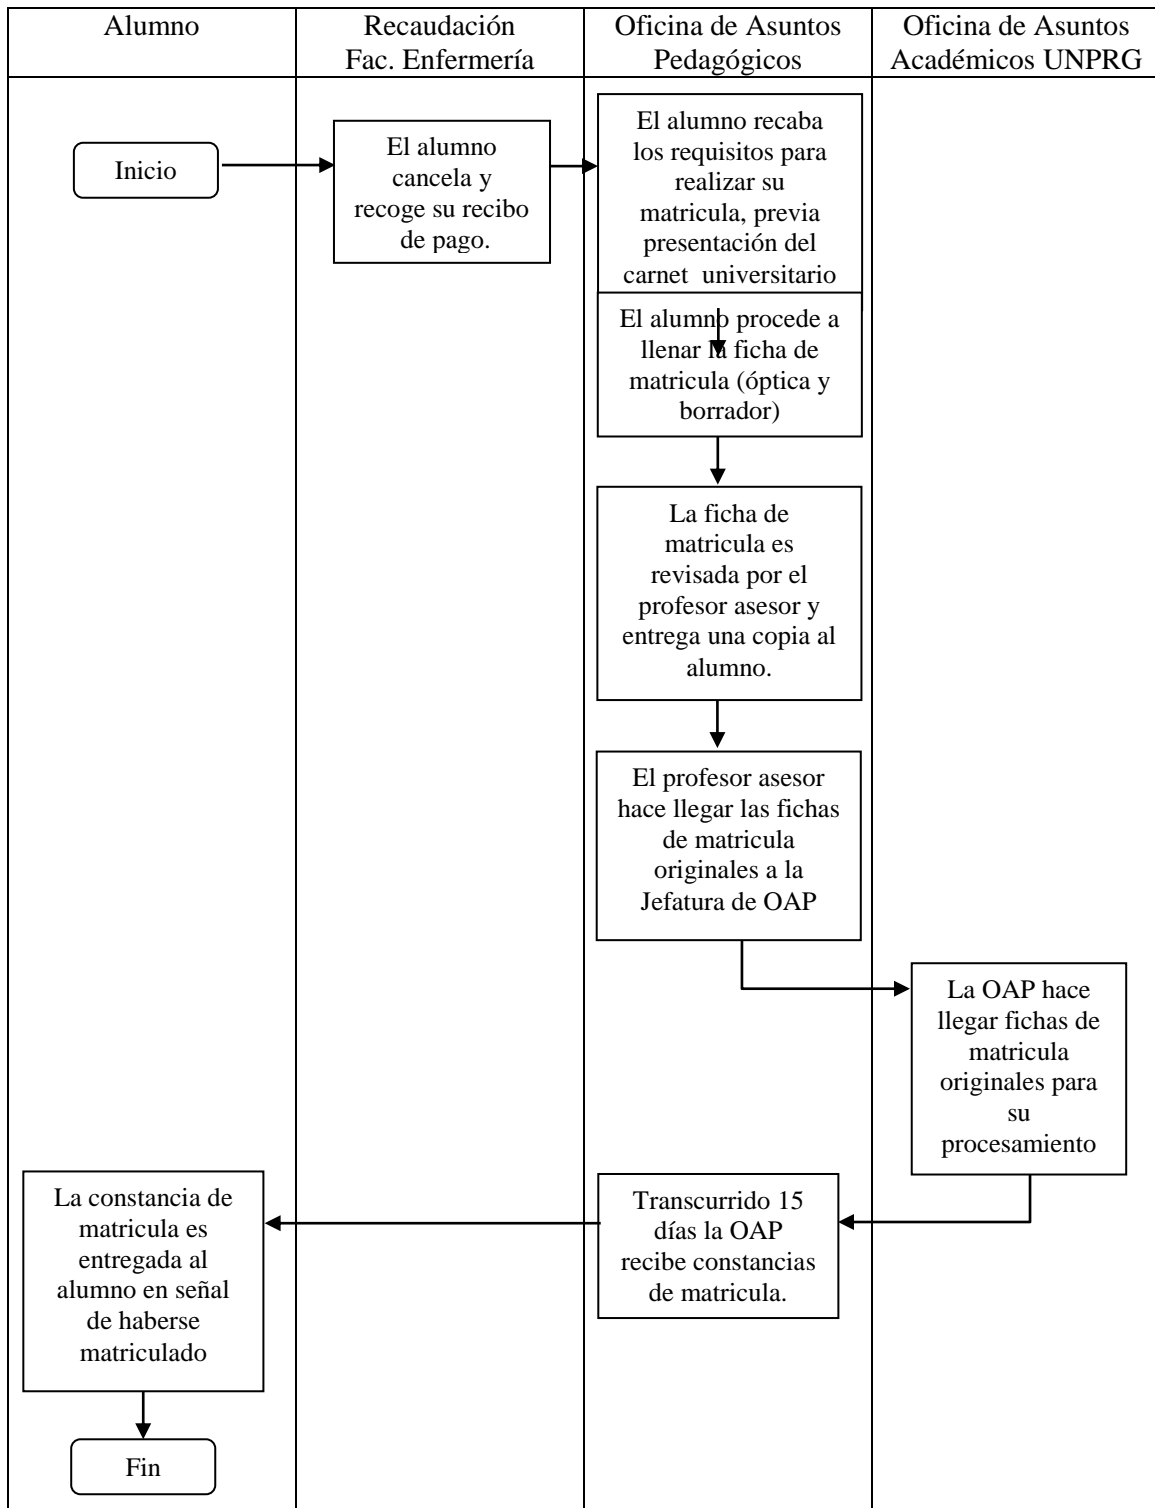 Alumno
Recaudación
Fac. Enfermería
Oficina de Asuntos
Pedagógicos
Oficina de Asuntos
Académicos UNPRG
Inicio
El alumno
cancela y
recoge su recibo
de pago.
El alumno recaba
los requisitos para
realizar su
matricula, previa
presentación del
carnet universitario
El alumno procede a
llenar la ficha de
matricula (óptica y
borrador)
La ficha de
matricula es
revisada por el
profesor asesor y
entrega una copia al
alumno.
El profesor asesor
hace llegar las fichas
de matricula
originales a la
Jefatura de OAP
La OAP hace
llegar fichas de
matricula
originales para
su
procesamiento
Transcurrido 15
días la OAP
recibe constancias
de matricula.
La constancia de
matricula es
entregada al
alumno en señal
de haberse
matriculado
Fin